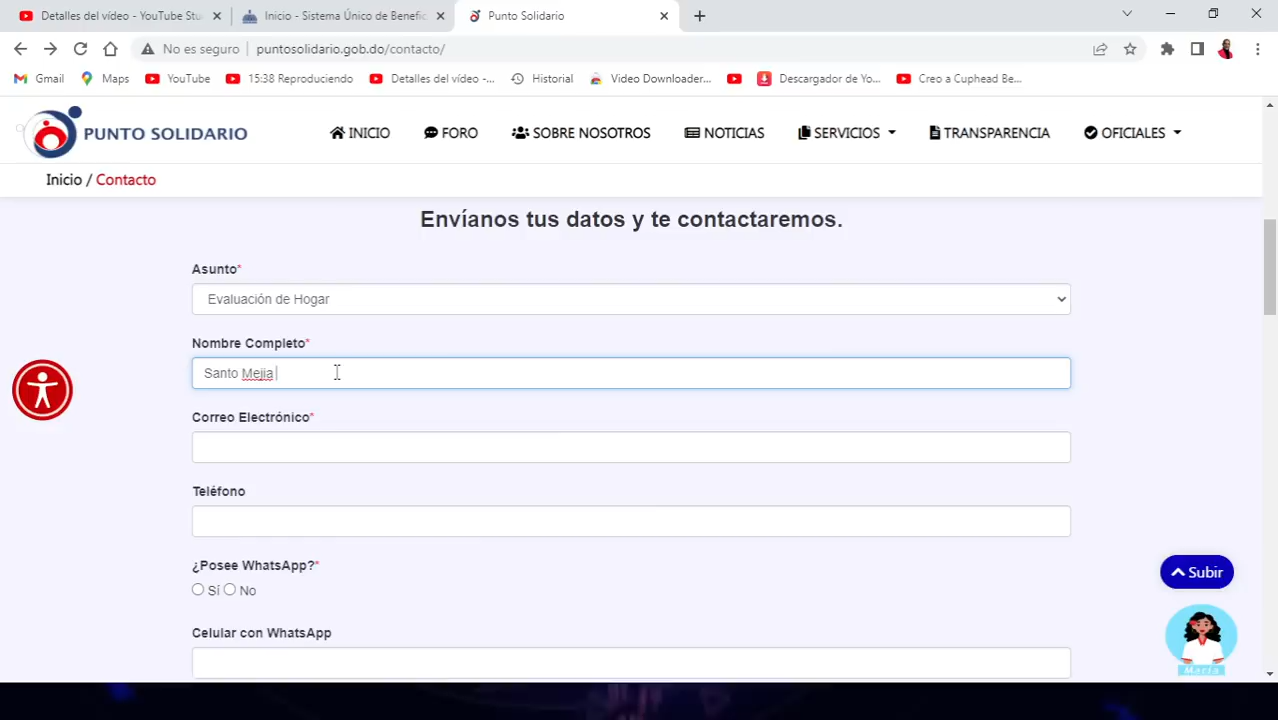 Detalles del vídeo - YouTube Stu
Inicio - Sistema Único de Benefic
Punto Solidario
No es seguro
puntosolidario.gob.do/contacto/
Gmail
Maps
YouTube
15:38 Reproduciendo
Detalles del vídeo -...
Historial
Video Downloader...
Descargador de Yo...
Creo a Cuphead Be...
PUNTO SOLIDARIO
INICIO
FORO
SOBRE NOSOTROS
NOTICIAS
SERVICIOS
TRANSPARENCIA
OFICIALES
Inicio / Contacto
Envíanos tus datos y te contactaremos.
Asunto*
Evaluación de Hogar
Nombre Completo*
Santo Mejia
Correo Electrónico*
Teléfono
¿Posee WhatsApp?*
Sí No
Subir
Celular con WhatsApp
María